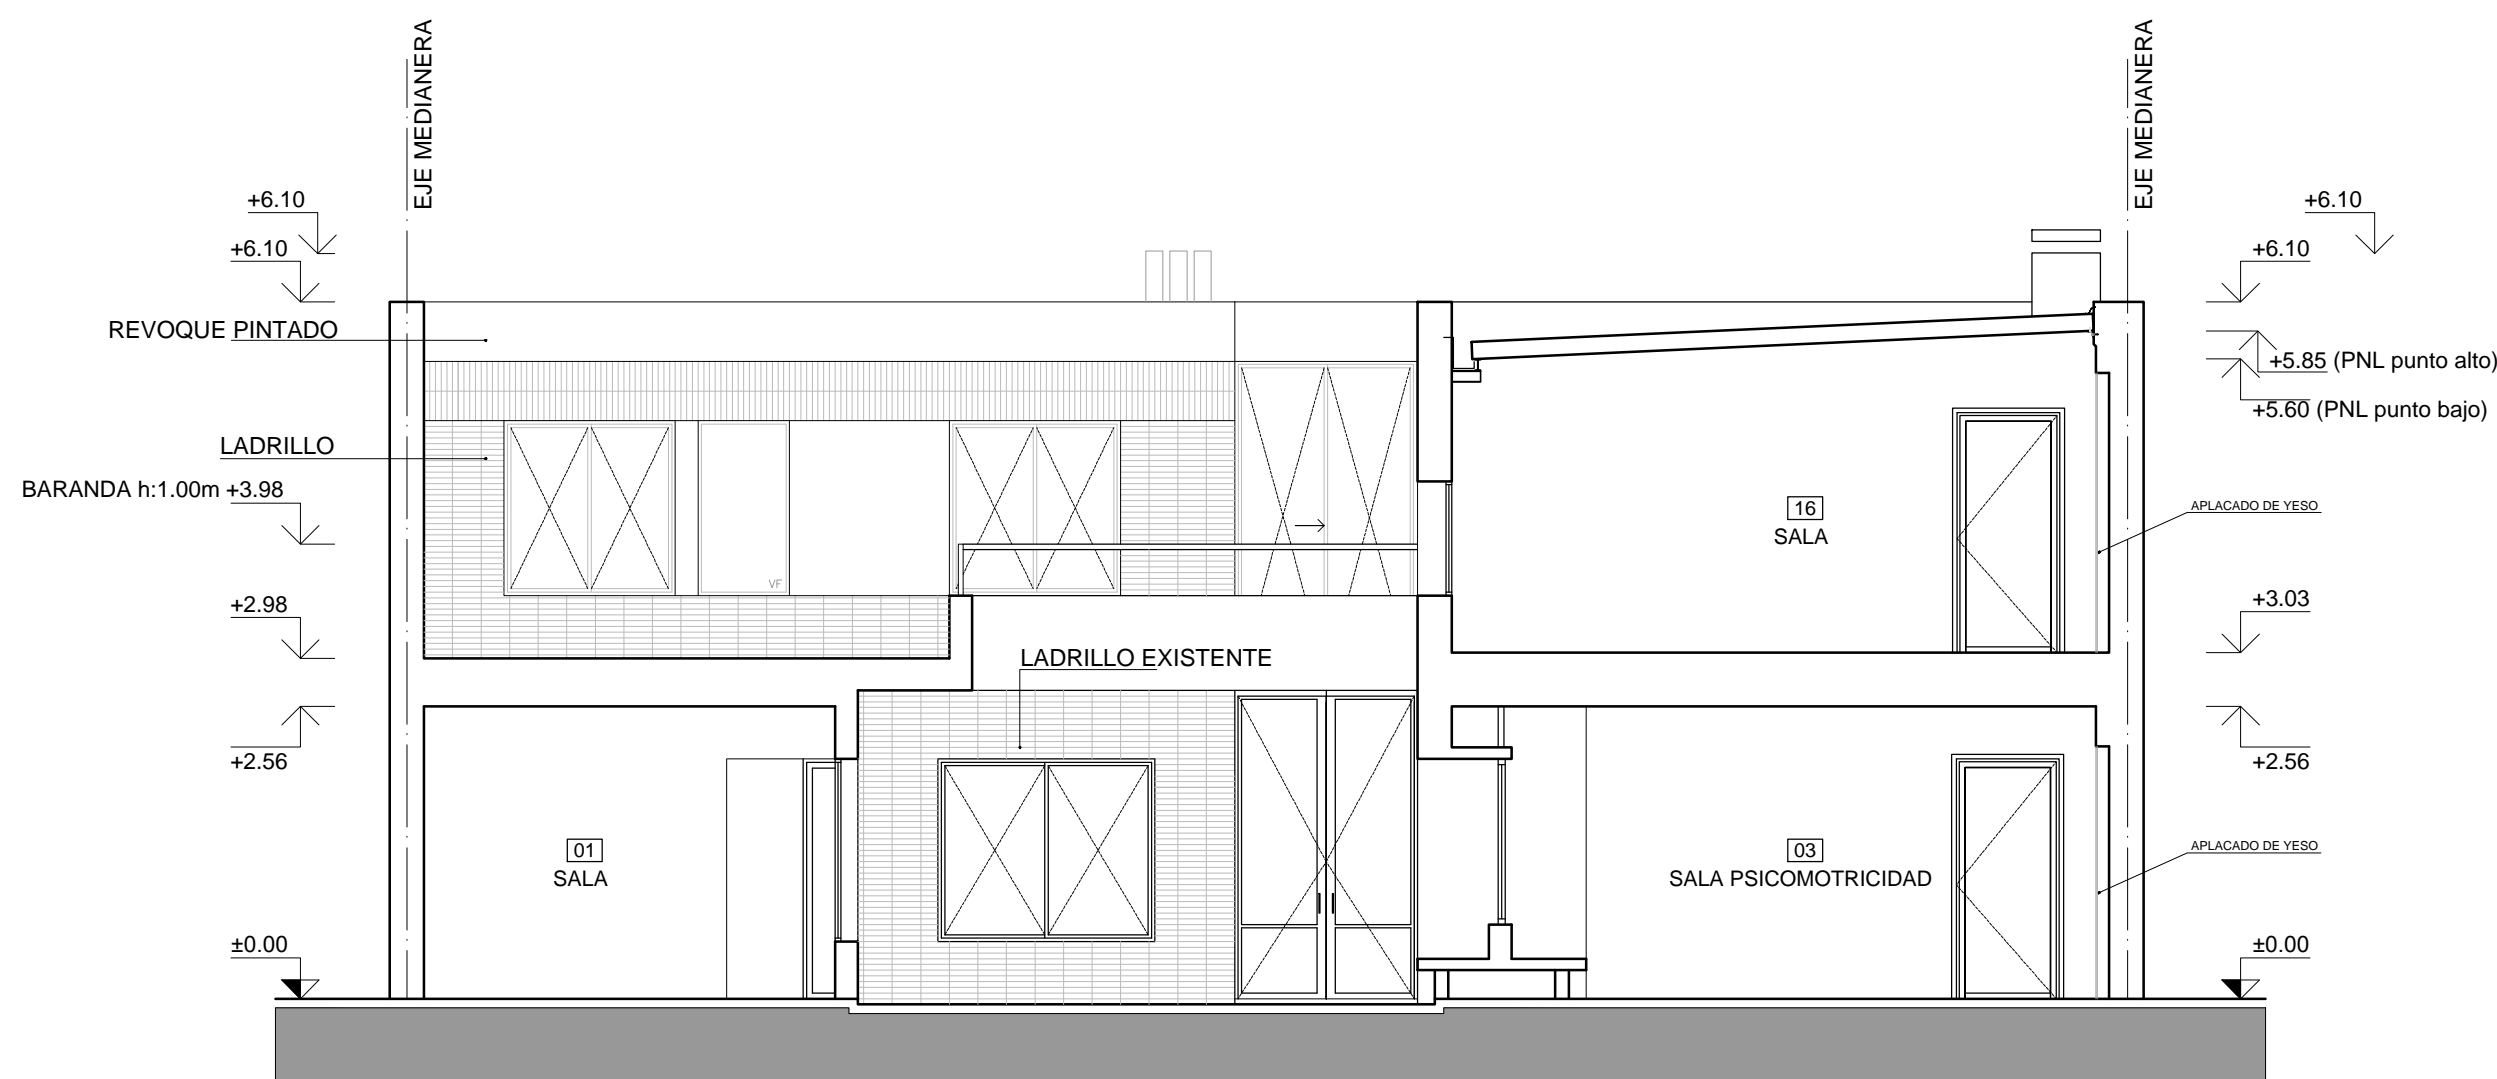 EJE MEDIANERA
EJE MEDIANERA
+6.10
+6.10
+6.10
+6.10
REVOQUE PINTADO
+5.85 (PNL punto alto)
+5.60 (PNL punto bajo)
LADRILLO
BARANDA h:1.00m +3.98
16
SALA
APLACADO DE YESO
VF
+2.98
+3.03
LADRILLO EXISTENTE
+2.56
+2.56
01
SALA
03
SALA PSICOMOTRICIDAD
APLACADO DE YESO
±0.00
±0.00